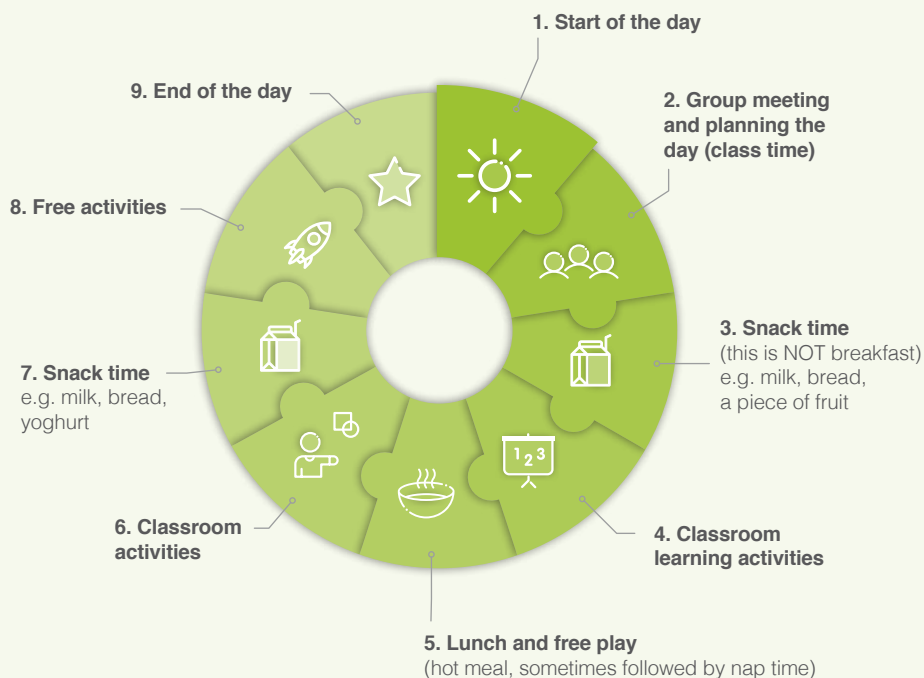 1. Start of the day
2. Group meeting
and planning the
day (class time)
3. Snack time
(this is NOT breakfast)
e.g. milk, bread,
a piece of fruit
1 2 3
4. Classroom
learning activities
5. Lunch and free play
(hot meal, sometimes followed by nap time)
6. Classroom
activities
7. Snack time
e.g. milk, bread,
yoghurt
8. Free activities
9. End of the day